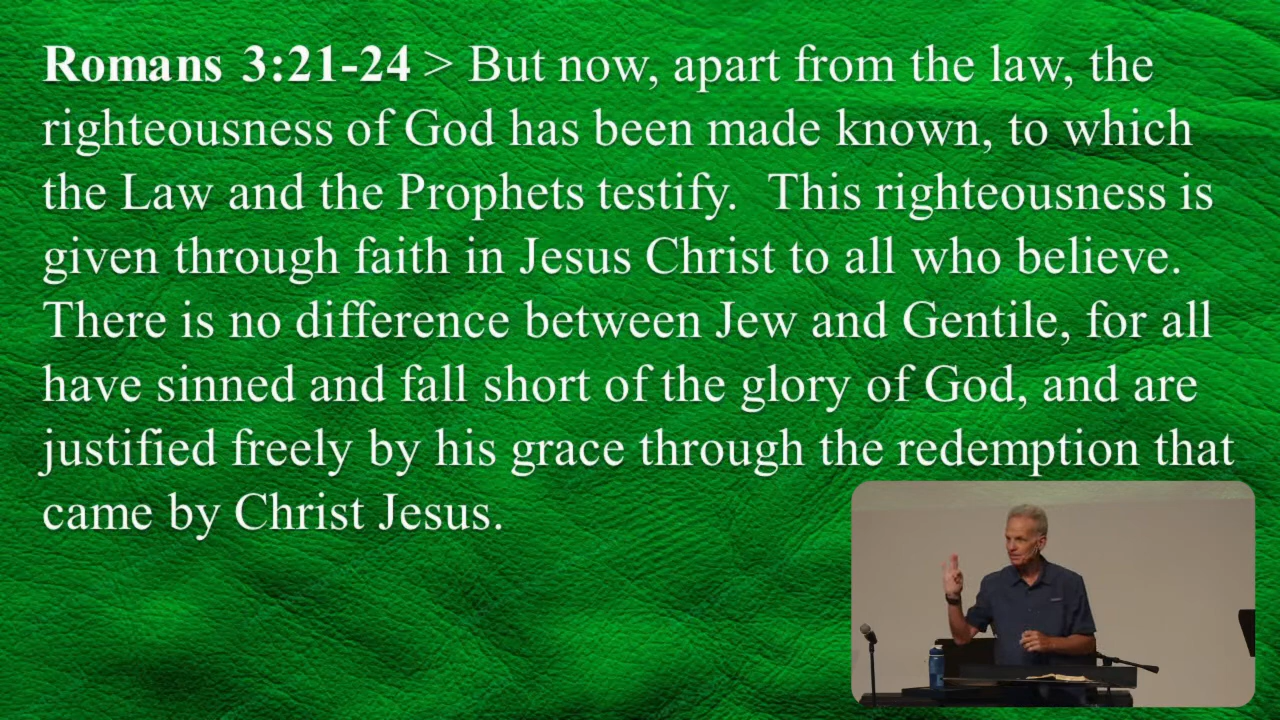 Romans 3:21-24 > But now, apart from the law, the
righteousness of God has been made known, to which
the Law and the Prophets testify.  This righteousness is
given through faith in Jesus Christ to all who believe.
There is no difference between Jew and Gentile, for all
have sinned and fall short of the glory of God, and are
justified freely by his grace through the redemption that
came by Christ Jesus.